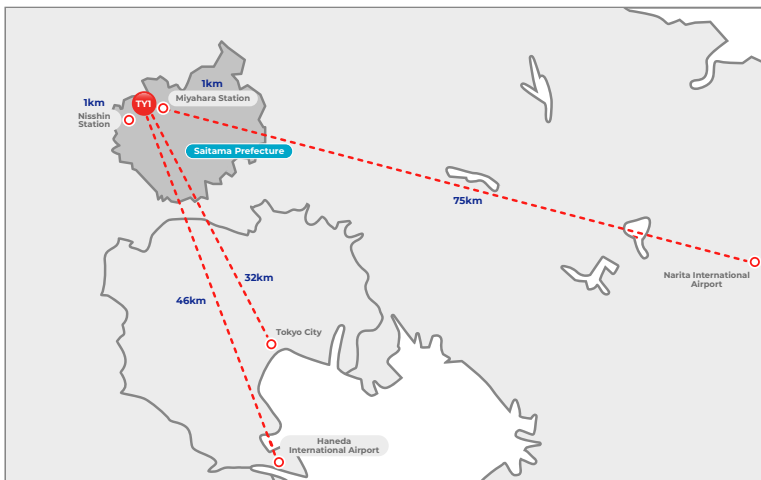 1km
1km
TY1
Miyahara Station
Nisshin
Station
Saitama Prefecture
75km
Narita International
Airport
32km
46km
Tokyo City
Haneda
International Airport